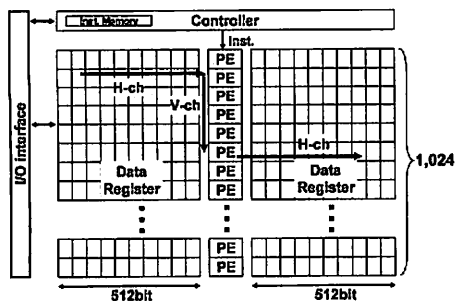 Inst. Memory
Controller
Inst.
I/O interface
PE
PE
PE
PE
PE
PE
PE
PE
H-ch
V-ch
H-ch
Data
Register
Data
Register
1,024
PE
PE
512bit
512bit